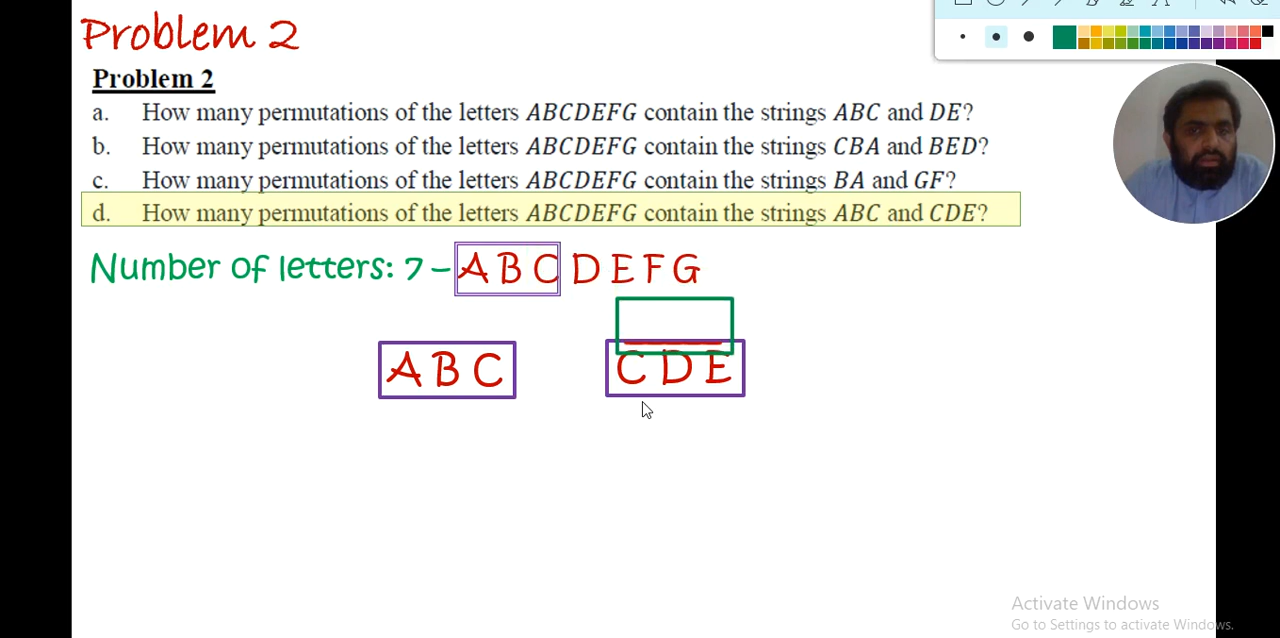 Problem 2
Problem 2
a. How many permutations of the letters ABCDEFG contain the strings ABC and DE?
b. How many permutations of the letters ABCDEFG contain the strings CBA and BED?
c. How many permutations of the letters ABCDEFG contain the strings BA and GF?
d. How many permutations of the letters ABCDEFG contain the strings ABC and CDE?
Number of letters: 7 – A B C D E F G
A B C C D E
Activate Windows
Go to Settings to activate Windows.